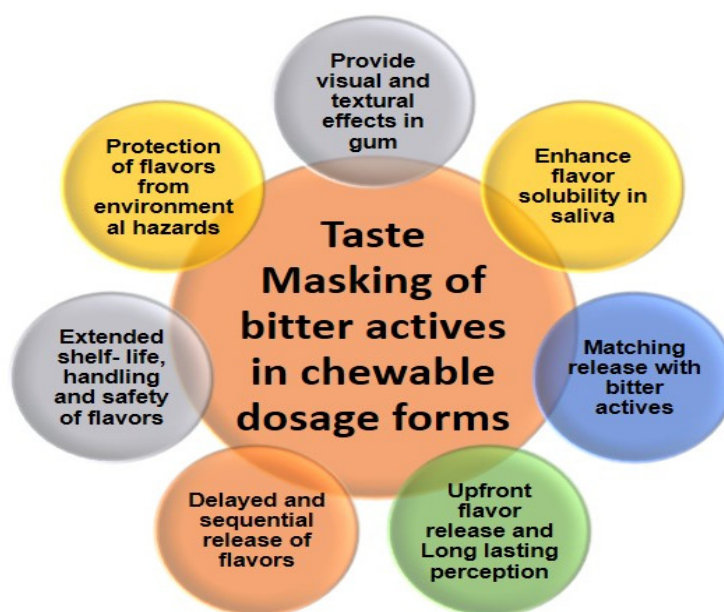 Taste
Masking of
bitter actives
in chewable
dosage forms
Provide
visual and
textural
effects in
gum
Enhance
flavor
solubility in
saliva
Matching
release with
bitter
actives
Upfront
flavor
release and
Long lasting
perception
Delayed and
sequential
release of
flavors
Extended
shelf- life,
handling
and safety
of flavors
Protection
of flavors
from
environment
al hazards